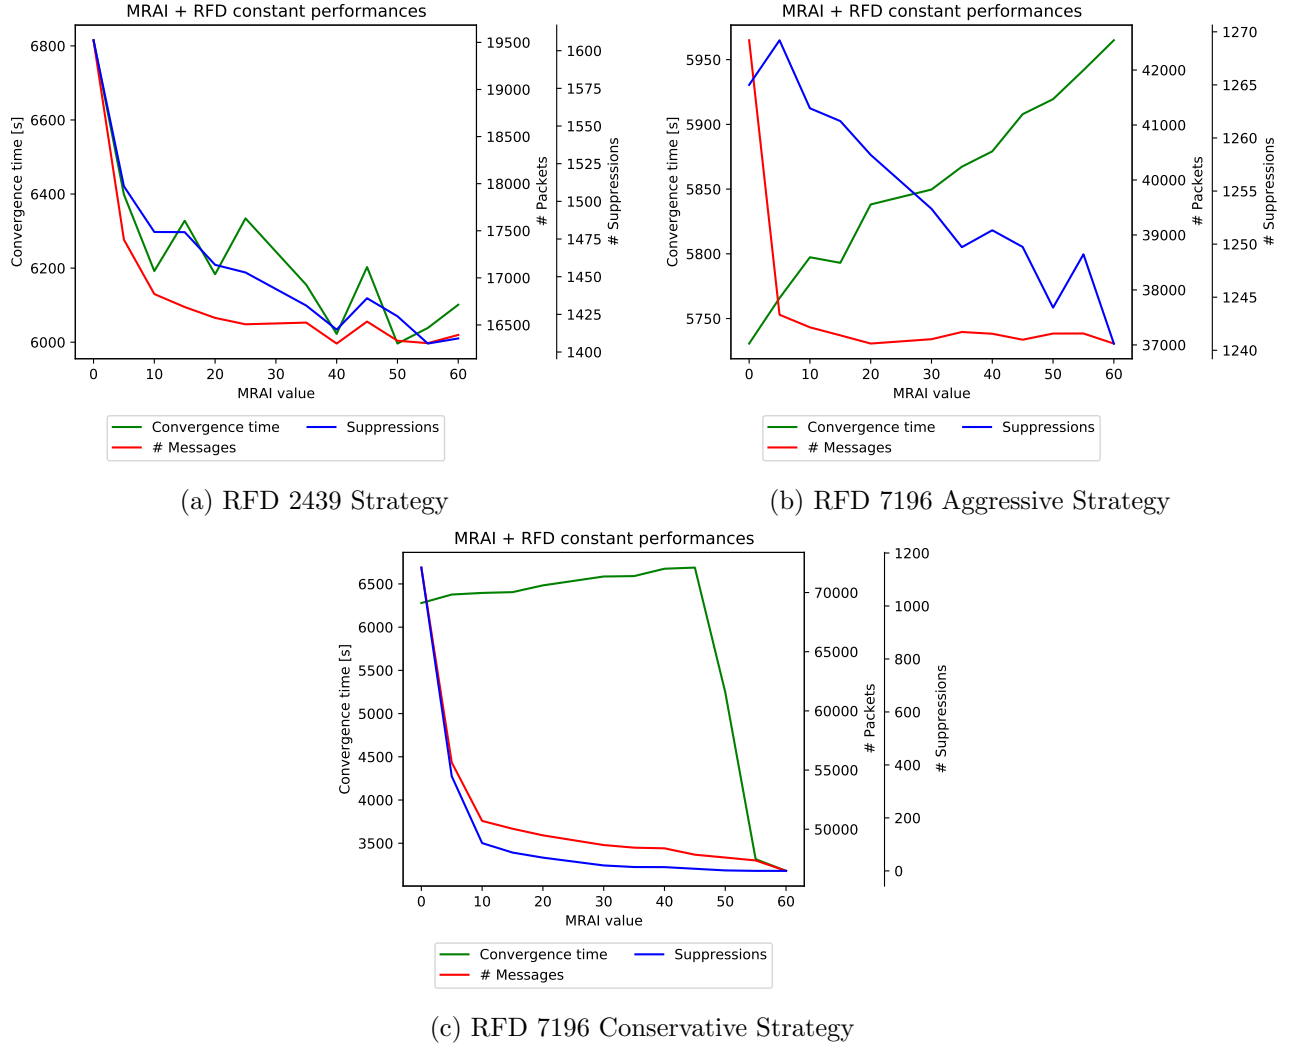 MRAI + RFD constant performances
Convergence time [s]
6800
6600
6400
6200
6000
0 10 20 30 40 50 60
MRAI value
19500
19000
18500
18000
17500
17000
16500
# Packets
1600
1575
1550
1525
1500
1475
1450
1425
1400
# Suppressions
Convergence time
# Messages
Suppressions
(a) RFD 2439 Strategy
MRAI + RFD constant performances
Convergence time [s]
5950
5900
5850
5800
5750
0 10 20 30 40 50 60
MRAI value
42000
41000
40000
39000
38000
37000
# Packets
1270
1265
1260
1255
1250
1245
1240
# Suppressions
Convergence time
# Messages
Suppressions
(b) RFD 7196 Aggressive Strategy
MRAI + RFD constant performances
Convergence time [s]
6500
6000
5500
5000
4500
4000
3500
0 10 20 30 40 50 60
MRAI value
70000
65000
60000
55000
50000
# Packets
1200
1000
800
600
400
200
0
# Suppressions
Convergence time
# Messages
Suppressions
(c) RFD 7196 Conservative Strategy